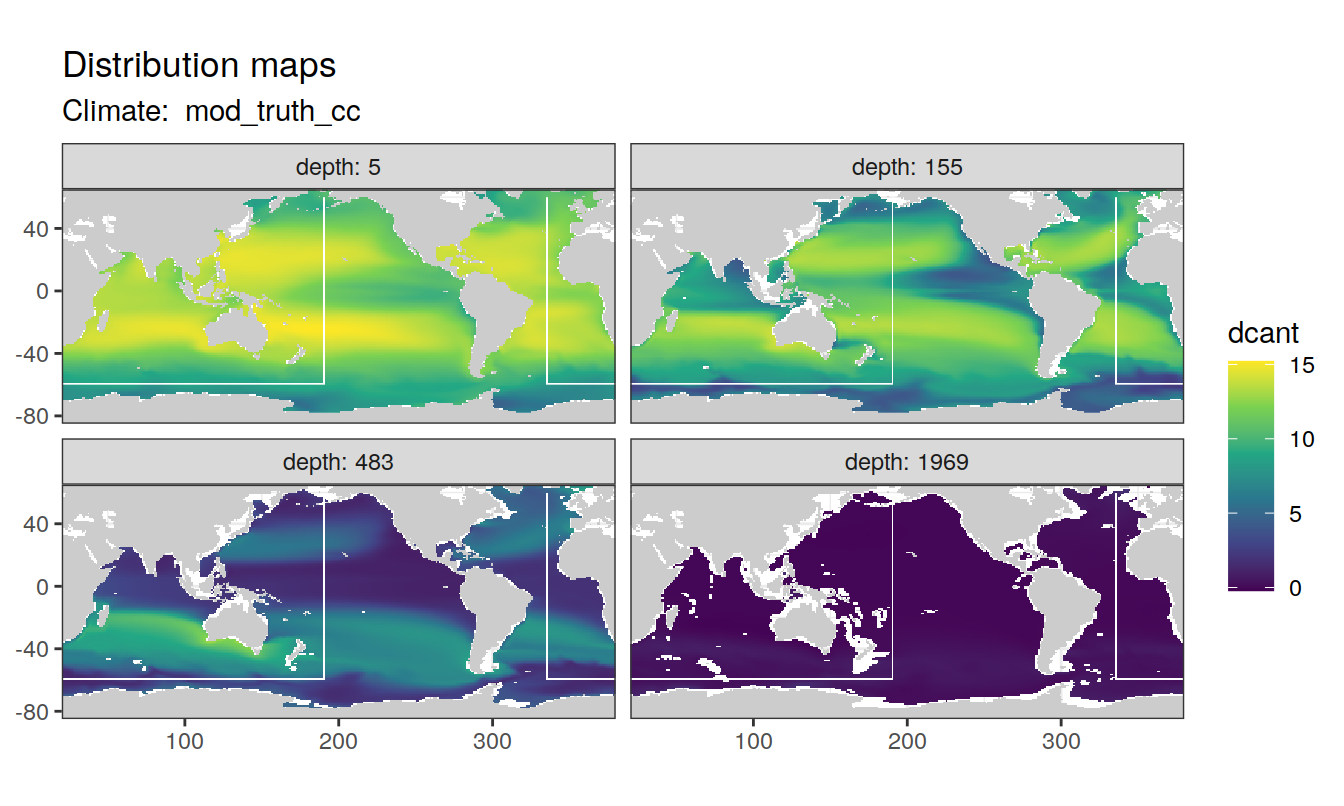 Distribution maps
Climate:  mod_truth_cc
depth: 5
depth: 155
40
0
-40
-80
depth: 483
depth: 1969
40
0
-40
-80
100
200
300
100
200
300
dcant
15
10
5
0